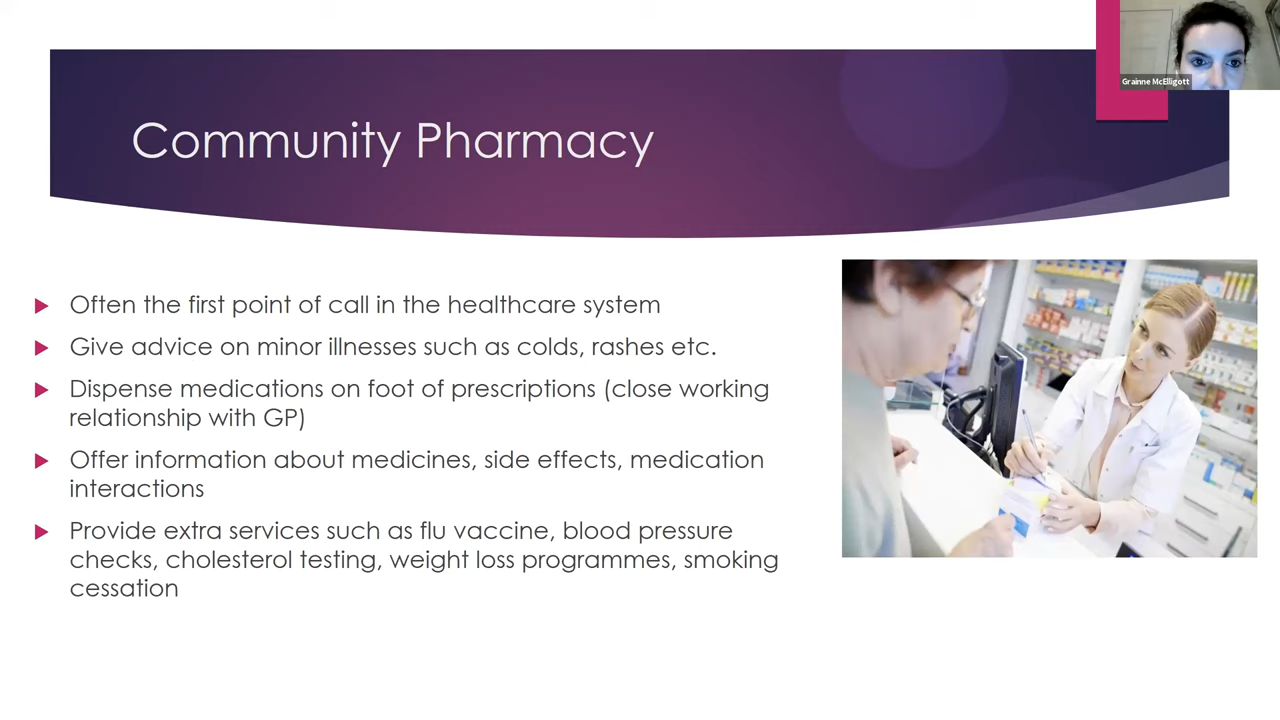 Grainne McElligott
Community Pharmacy
Often the first point of call in the healthcare system
Give advice on minor illnesses such as colds, rashes etc.
Dispense medications on foot of prescriptions (close working
relationship with GP)
Offer information about medicines, side effects, medication
interactions
Provide extra services such as flu vaccine, blood pressure
checks, cholesterol testing, weight loss programmes, smoking
cessation